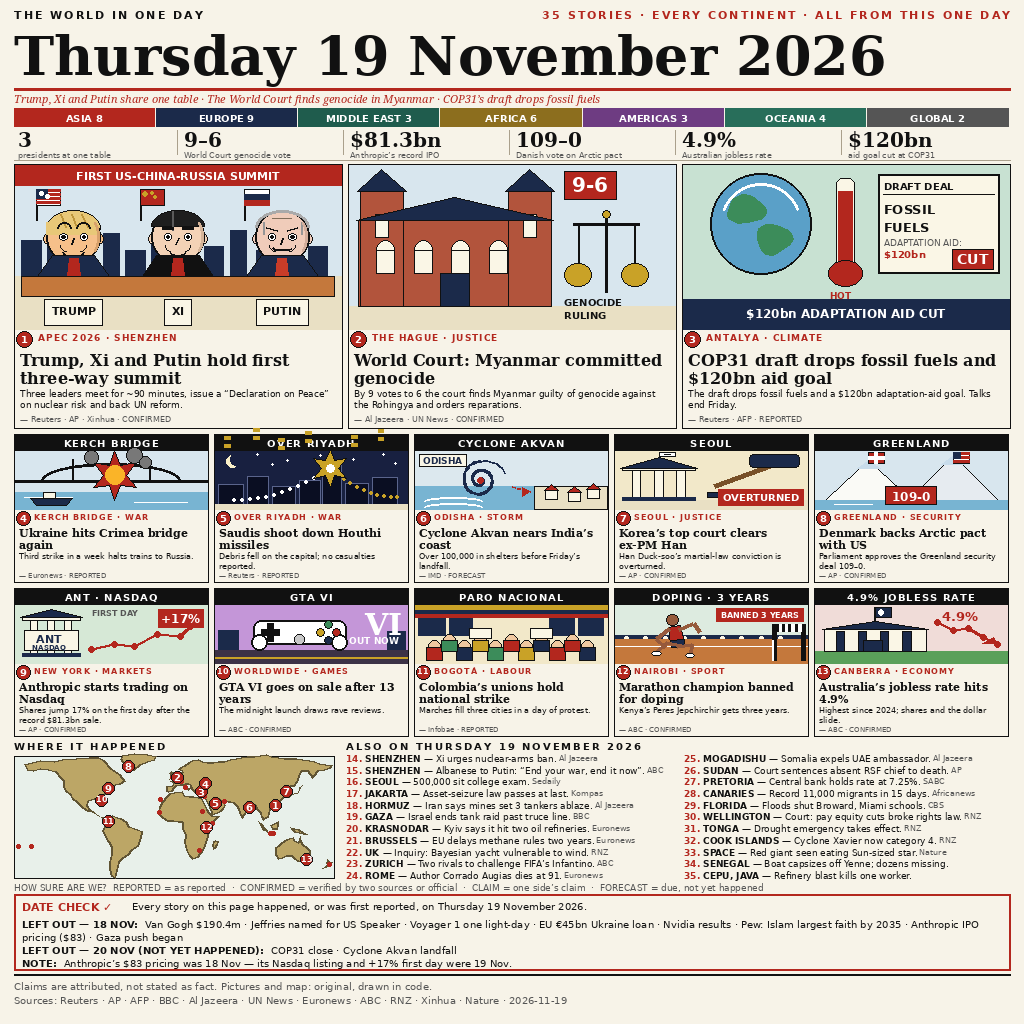 THE WORLD IN ONE DAY
35 STORIES · EVERY CONTINENT · ALL FROM THIS ONE DAY
Thursday 19 November 2026
Trump, Xi and Putin share one table · The World Court finds genocide in Myanmar · COP31's draft drops fossil fuels
ASIA 8
EUROPE 9
MIDDLE EAST 3
AFRICA 6
AMERICAS 3
OCEANIA 4
GLOBAL 2
3
presidents at one table
9–6
World Court genocide vote
$81.3bn
Anthropic's record IPO
109–0
Danish vote on Arctic pact
4.9%
Australian jobless rate
$120bn
aid goal cut at COP31
FIRST US-CHINA-RUSSIA SUMMIT
TRUMP
XI
PUTIN
1 APEC 2026 · SHENZHEN
Trump, Xi and Putin hold first
three-way summit
Three leaders meet for ~90 minutes, issue a “Declaration on Peace”
on nuclear risk and back UN reform.
— Reuters · AP · Xinhua · CONFIRMED
9-6
GENOCIDE
RULING
2 THE HAGUE · JUSTICE
World Court: Myanmar committed
genocide
By 9 votes to 6 the court finds Myanmar guilty of genocide against
the Rohingya and orders reparations.
— Al Jazeera · UN News · CONFIRMED
HOT
DRAFT DEAL
FOSSIL
FUELS
ADAPTATION AID:
$120bn
CUT
$120bn ADAPTATION AID CUT
3 ANTALYA · CLIMATE
COP31 draft drops fossil fuels and
$120bn aid goal
The draft drops fossil fuels and a $120bn adaptation-aid goal. Talks
end Friday.
— Reuters · AFP · REPORTED
KERCH BRIDGE
4 KERCH BRIDGE · WAR
Ukraine hits Crimea bridge
again
Third strike in a week halts trains to Russia.
— Euronews · REPORTED
OVER RIYADH
5 OVER RIYADH · WAR
Saudis shoot down Houthi
missiles
Debris fell on the capital; no casualties
reported.
— Reuters · REPORTED
CYCLONE AKVAN
ODISHA
6 ODISHA · STORM
Cyclone Akvan nears India's
coast
Over 100,000 in shelters before Friday's
landfall.
— IMD · FORECAST
SEOUL
OVERTURNED
7 SEOUL · JUSTICE
Korea's top court clears
ex-PM Han
Han Duck-soo's martial-law conviction is
overturned.
— AP · CONFIRMED
GREENLAND
109-0
8 GREENLAND · SECURITY
Denmark backs Arctic pact
with US
Parliament approves the Greenland security
deal 109–0.
— AP · CONFIRMED
ANT · NASDAQ
FIRST DAY
+17%
ANT
NASDAQ
9 NEW YORK · MARKETS
Anthropic starts trading on
Nasdaq
Shares jump 17% on the first day after the
record $81.3bn sale.
— AP · CONFIRMED
GTA VI
VI
OUT NOW
10 WORLDWIDE · GAMES
GTA VI goes on sale after 13
years
The midnight launch draws rave reviews.
— ABC · CONFIRMED
PARO NACIONAL
11 BOGOTÁ · LABOUR
Colombia's unions hold
national strike
Marches fill three cities in a day of protest.
— Infobae · REPORTED
DOPING · 3 YEARS
BANNED 3 YEARS
12 NAIROBI · SPORT
Marathon champion banned
for doping
Kenya's Peres Jepchirchir gets three years.
— ABC · CONFIRMED
4.9% JOBLESS RATE
4.9%
13 CANBERRA · ECONOMY
Australia's jobless rate hits
4.9%
Highest since 2024; shares and the dollar
slide.
— ABC · CONFIRMED
WHERE IT HAPPENED
8
2
9
4
3
7
10
5
6
1
11
12
13
ALSO ON THURSDAY 19 NOVEMBER 2026
14. SHENZHEN — Xi urges nuclear-arms ban. Al Jazeera
15. SHENZHEN — Albanese to Putin: “End your war, end it now”. ABC
16. SEOUL — 500,000 sit college exam. Sedaily
17. JAKARTA — Asset-seizure law passes at last. Kompas
18. HORMUZ — Iran says mines set 3 tankers ablaze. Al Jazeera
19. GAZA — Israel ends tank raid past truce line. BBC
20. KRASNODAR — Kyiv says it hit two oil refineries. Euronews
21. BRUSSELS — EU delays methane rules two years. Euronews
22. UK — Inquiry: Bayesian yacht vulnerable to wind. RNZ
23. ZURICH — Two rivals to challenge FIFA's Infantino. ABC
24. ROME — Author Corrado Augias dies at 91. Euronews
25. MOGADISHU — Somalia expels UAE ambassador. Al Jazeera
26. SUDAN — Court sentences absent RSF chief to death. AP
27. PRETORIA — Central bank holds rate at 7.25%. SABC
28. CANARIES — Record 11,000 migrants in 15 days. Africanews
29. FLORIDA — Floods shut Broward, Miami schools. CBS
30. WELLINGTON — Court: pay equity cuts broke rights law. RNZ
31. TONGA — Drought emergency takes effect. RNZ
32. COOK ISLANDS — Cyclone Xavier now category 4. RNZ
33. SPACE — Red giant seen eating Sun-sized star. Nature
34. SENEGAL — Boat capsizes off Yenne; dozens missing.
35. CEPU, JAVA — Refinery blast kills one worker.
HOW SURE ARE WE? REPORTED = as reported · CONFIRMED = verified by two sources or official · CLAIM = one side's claim · FORECAST = due, not yet happened
DATE CHECK ✓ Every story on this page happened, or was first reported, on Thursday 19 November 2026.
LEFT OUT — 18 NOV: Van Gogh $190.4m · Jeffries named for US Speaker · Voyager 1 one light-day · EU €45bn Ukraine loan · Nvidia results · Pew: Islam largest faith by 2035 · Anthropic IPO
pricing ($83) · Gaza push began
LEFT OUT — 20 NOV (NOT YET HAPPENED): COP31 close · Cyclone Akvan landfall
NOTE: Anthropic's $83 pricing was 18 Nov — its Nasdaq listing and +17% first day were 19 Nov.
Claims are attributed, not stated as fact. Pictures and map: original, drawn in code.
Sources: Reuters · AP · AFP · BBC · Al Jazeera · UN News · Euronews · ABC · RNZ · Xinhua · Nature · 2026-11-19